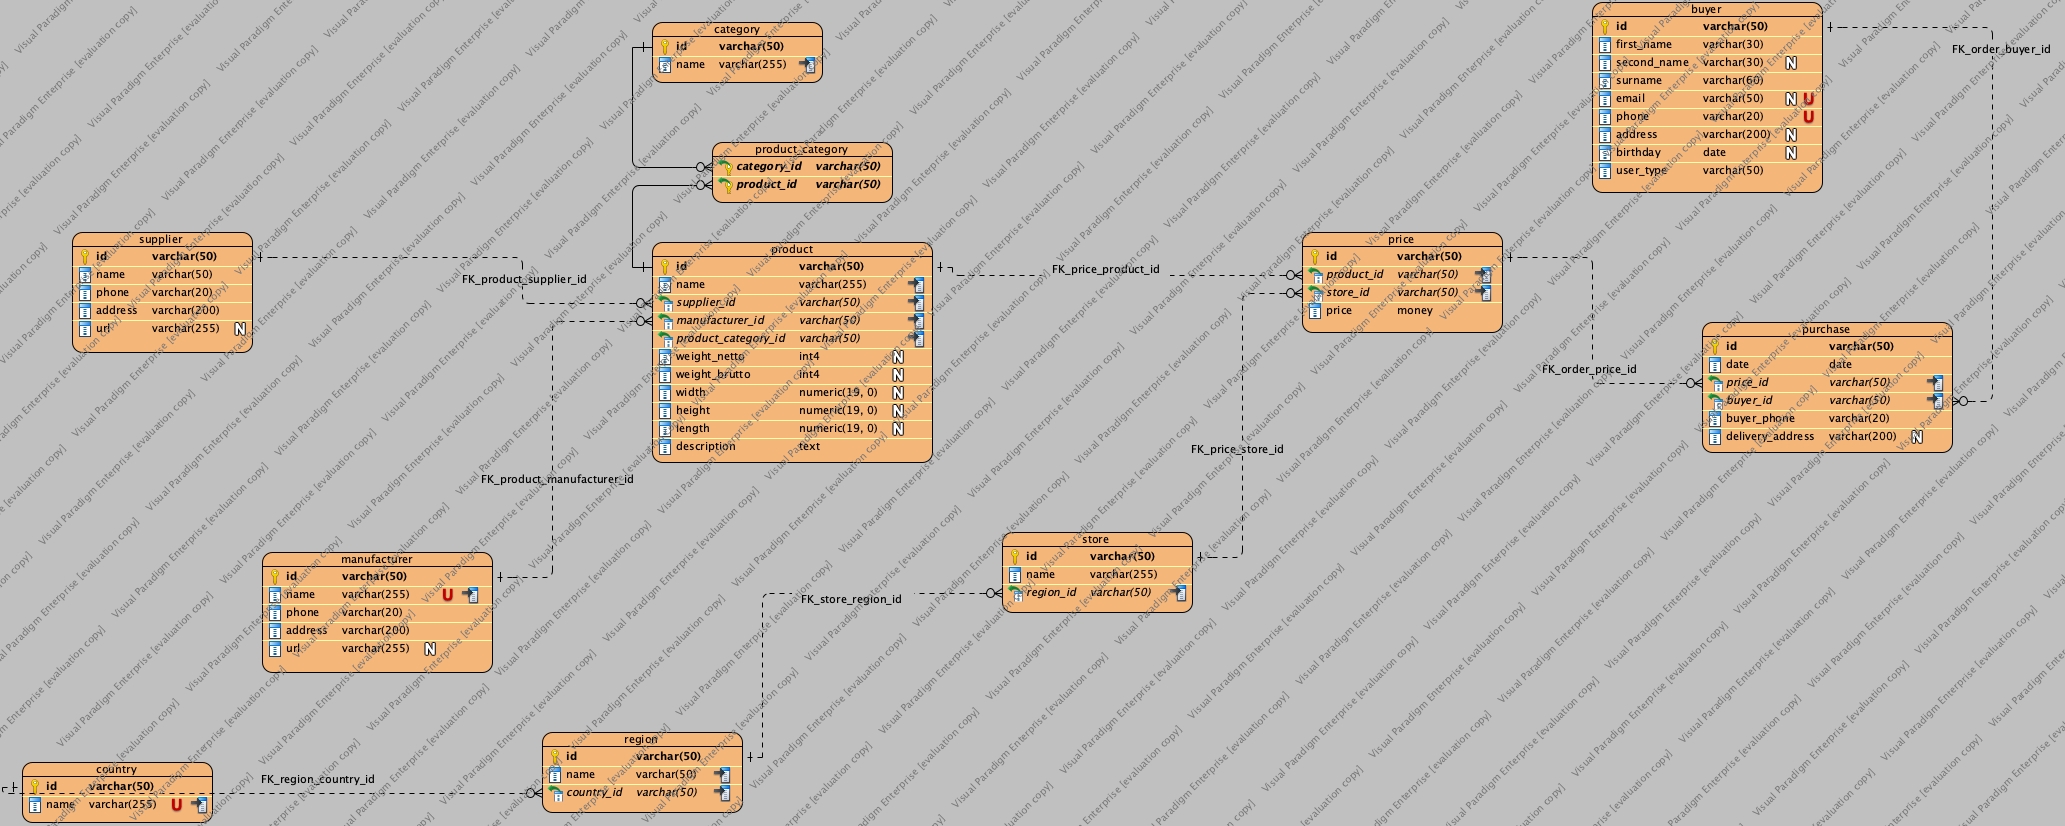 category
id varchar(50)
name varchar(255)
product_category
category_id varchar(50)
product_id varchar(50)
buyer
id varchar(50)
first_name varchar(30)
second_name varchar(30) N
surname varchar(60)
email varchar(50) N U
phone varchar(20) U
address varchar(200) N
birthday date N
user_type varchar(50)
FK_order_buyer_id
supplier
id varchar(50)
name varchar(50)
phone varchar(20)
address varchar(200)
url varchar(255) N
FK_product_supplier_id
product
id varchar(50)
name varchar(255)
supplier_id varchar(50)
manufacturer_id varchar(50)
product_category_id varchar(50)
weight_netto int4 N
weight_brutto int4 N
width numeric(19, 0) N
height numeric(19, 0) N
length numeric(19, 0) N
description text
FK_price_product_id
price
id varchar(50)
product_id varchar(50)
store_id varchar(50)
price money
FK_order_price_id
purchase
id varchar(50)
date date
price_id varchar(50)
buyer_id varchar(50)
buyer_phone varchar(20)
delivery_address varchar(200) N
FK_price_store_id
FK_product_manufacturer_id
manufacturer
id varchar(50)
name varchar(255) U
phone varchar(20)
address varchar(200)
url varchar(255) N
store
id varchar(50)
name varchar(255)
region_id varchar(50)
FK_store_region_id
region
id varchar(50)
name varchar(50)
country_id varchar(50)
FK_region_country_id
country
id varchar(50)
name varchar(255) U
Visual Paradigm Enterprise [evaluation copy]